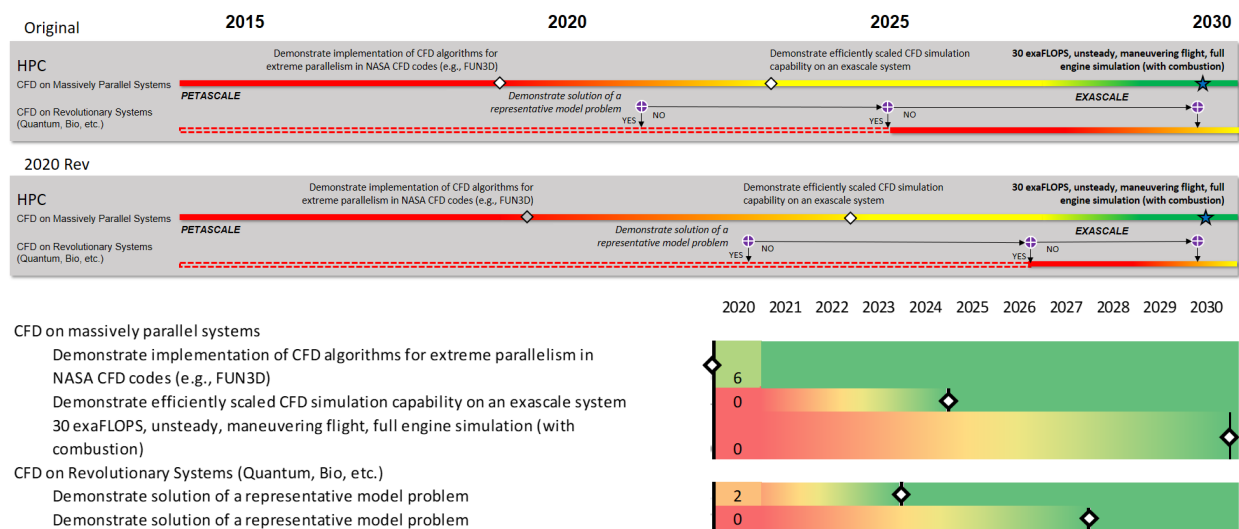 Original
2015 2020 2025 2030
HPC
Demonstrate implementation of CFD algorithms for
extreme parallelism in NASA CFD codes (e.g., FUN3D)
Demonstrate efficiently scaled CFD simulation
capability on an exascale system
30 exaFLOPS, unsteady, maneuvering flight, full
engine simulation (with combustion)
CFD on Massively Parallel Systems
PETASCALE
Demonstrate solution of a
representative model problem
EXASCALE
CFD on Revolutionary Systems
(Quantum, Bio, etc.)
YES NO YES NO
2020 Rev
HPC
Demonstrate implementation of CFD algorithms for
extreme parallelism in NASA CFD codes (e.g., FUN3D)
Demonstrate efficiently scaled CFD simulation
capability on an exascale system
30 exaFLOPS, unsteady, maneuvering flight, full
engine simulation (with combustion)
CFD on Massively Parallel Systems
PETASCALE
Demonstrate solution of a
representative model problem
EXASCALE
CFD on Revolutionary Systems
(Quantum, Bio, etc.)
YES NO YES NO
2020 2021 2022 2023 2024 2025 2026 2027 2028 2029 2030
CFD on massively parallel systems
Demonstrate implementation of CFD algorithms for extreme parallelism in
NASA CFD codes (e.g., FUN3D) 6
Demonstrate efficiently scaled CFD simulation capability on an exascale system 0
30 exaFLOPS, unsteady, maneuvering flight, full engine simulation (with
combustion) 0
CFD on Revolutionary Systems (Quantum, Bio, etc.)
Demonstrate solution of a representative model problem 2
Demonstrate solution of a representative model problem 0